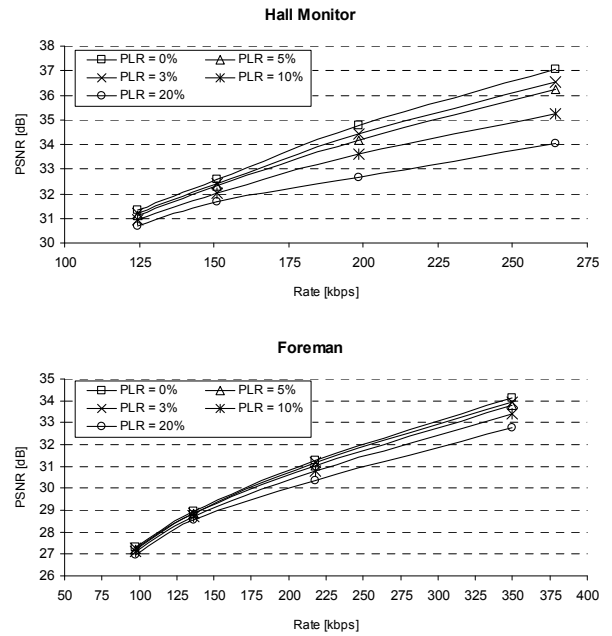 Hall Monitor
38
37
36
35
34
33
32
31
30
PSNR [dB]
PLR = 0% PLR = 5%
PLR = 3% PLR = 10%
PLR = 20%
100 125 150 175 200 225 250 275
Rate [kbps]
Foreman
35
34
33
32
31
30
29
28
27
26
PSNR [dB]
PLR = 0% PLR = 5%
PLR = 3% PLR = 10%
PLR = 20%
50 75 100 125 150 175 200 225 250 275 300 325 350 375 400
Rate [kbps]